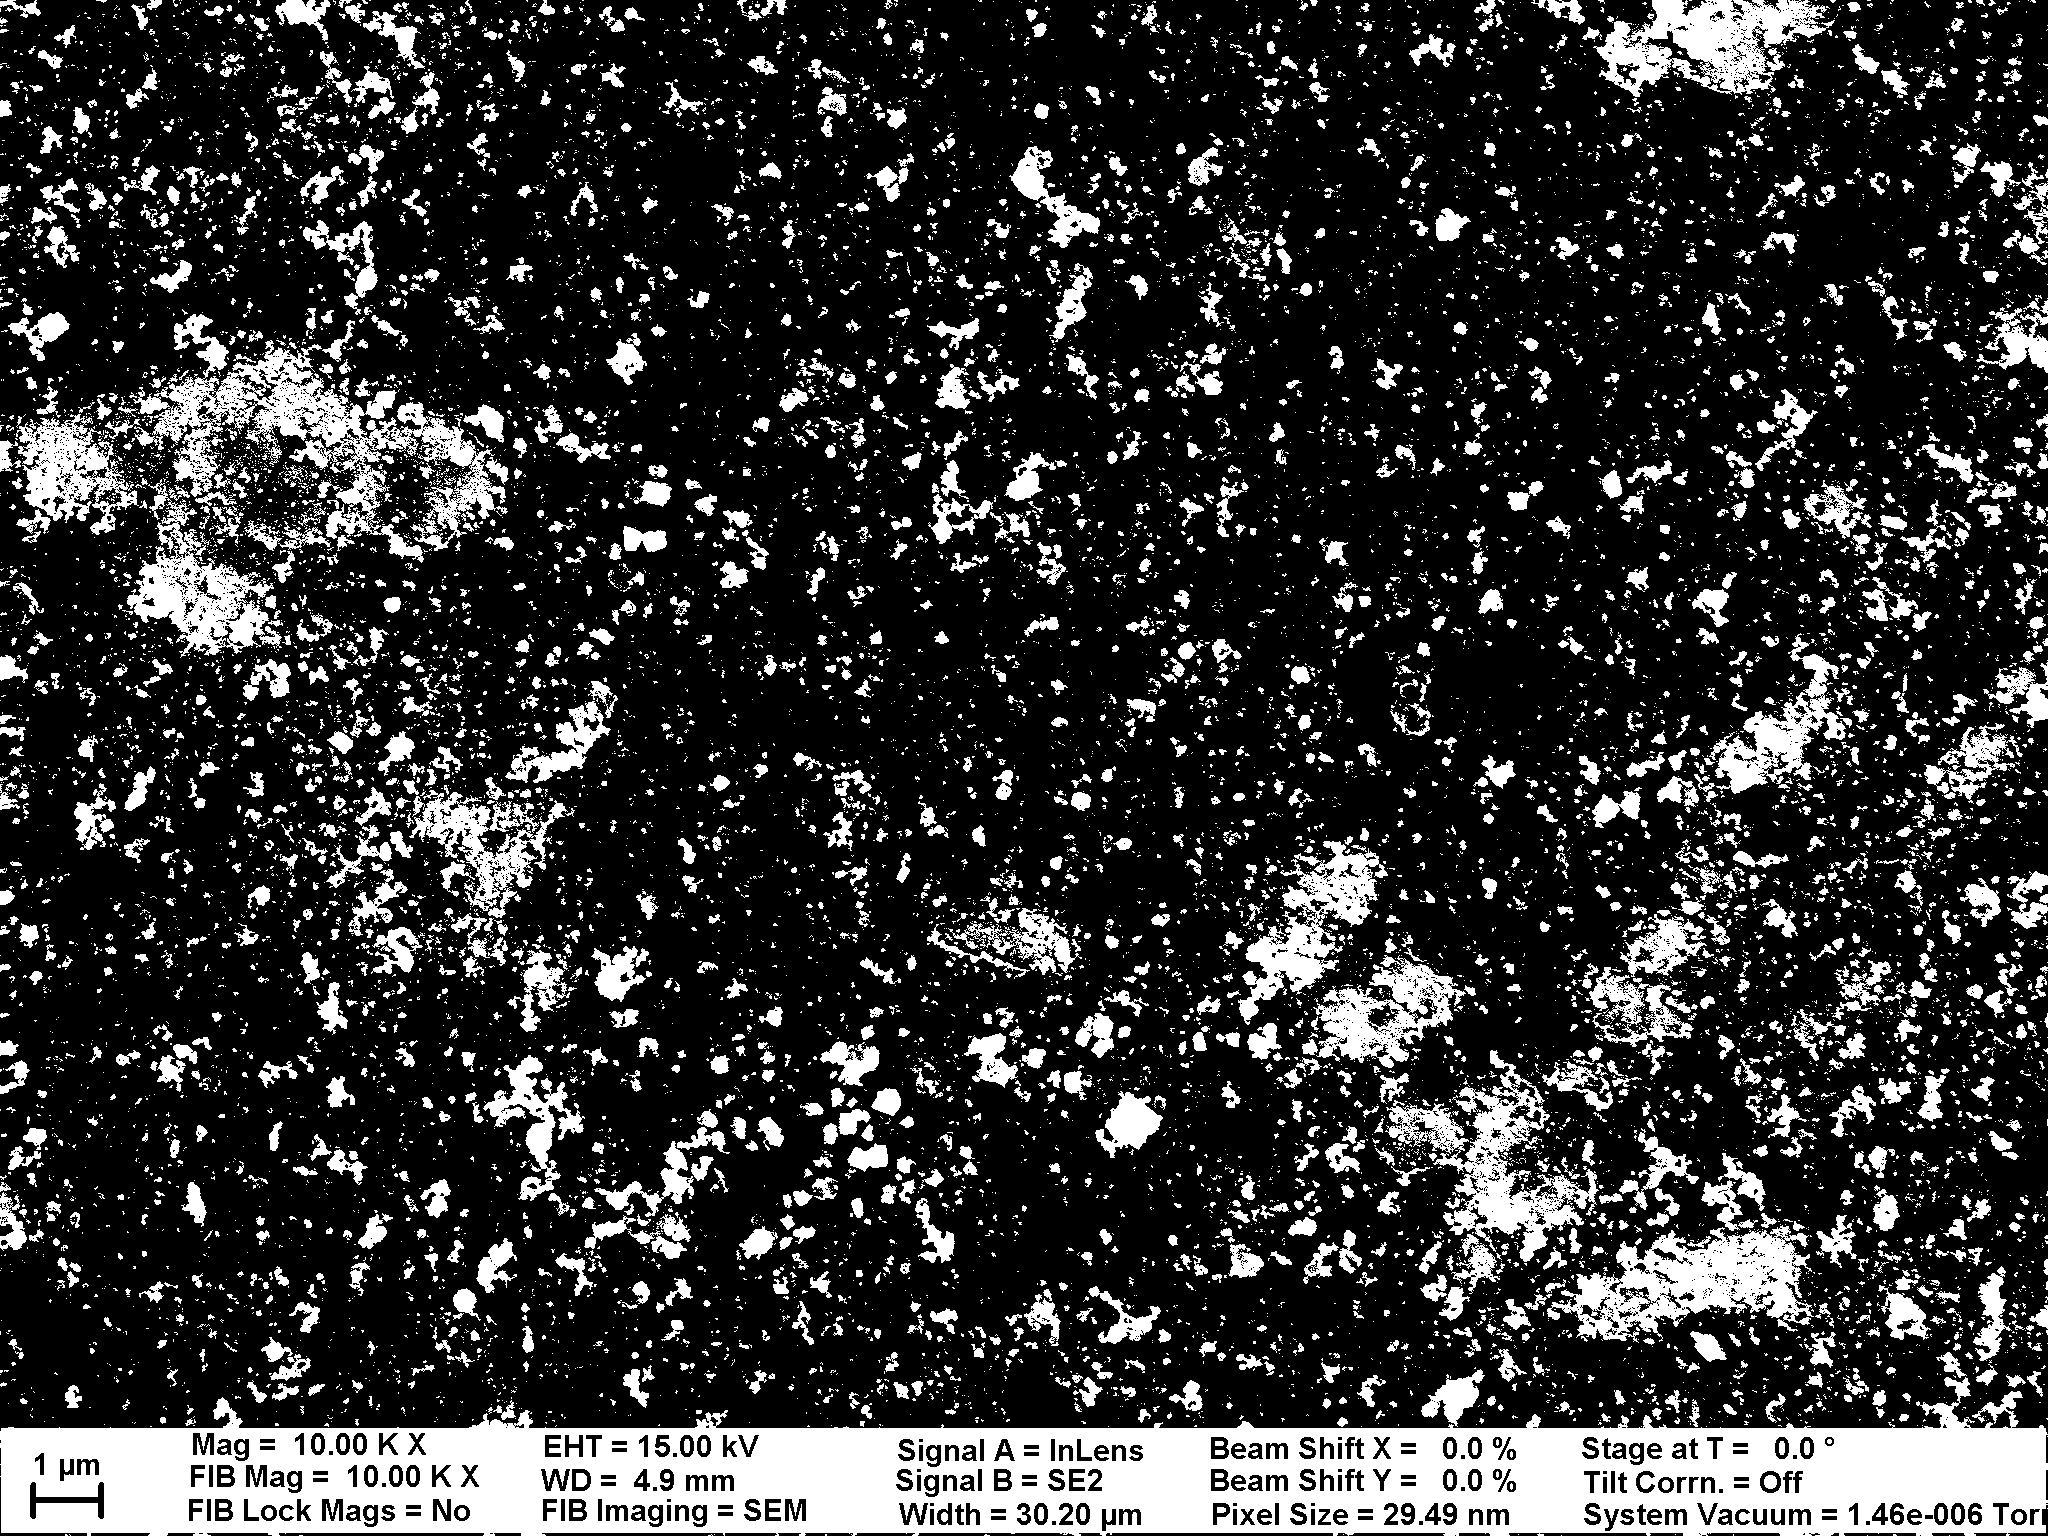 1 µm
Mag = 10.00 K X
FIB Mag = 10.00 K X
FIB Lock Mags = No
EHT = 15.00 kV
WD = 4.9 mm
FIB Imaging = SEM
Signal A = InLens
Signal B = SE2
Width = 30.20 µm
Beam Shift X = 0.0 %
Beam Shift Y = 0.0 %
Pixel Size = 29.49 nm
Stage at T = 0.0 °
Tilt Corrn. = Off
System Vacuum = 1.46e-006 Torr